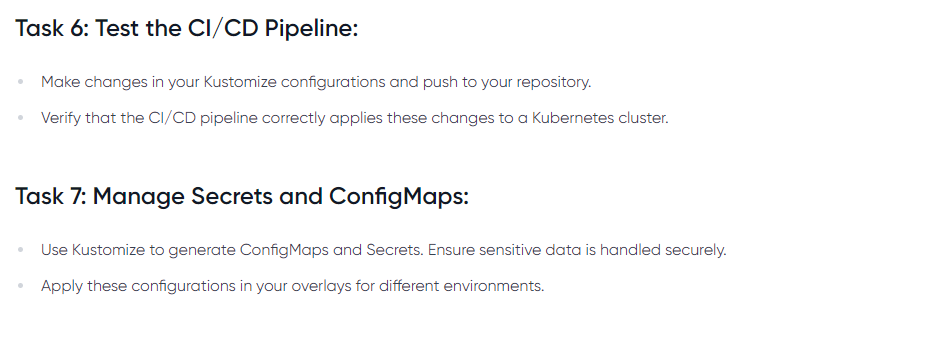 Task 6: Test the CI/CD Pipeline:
Make changes in your Kustomize configurations and push to your repository.
Verify that the CI/CD pipeline correctly applies these changes to a Kubernetes cluster.
Task 7: Manage Secrets and ConfigMaps:
Use Kustomize to generate ConfigMaps and Secrets. Ensure sensitive data is handled securely.
Apply these configurations in your overlays for different environments.